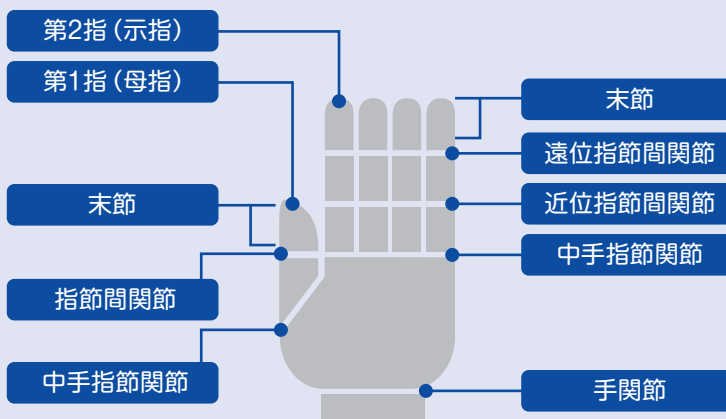 第2指（示指）
第1指（母指）
末節
指節間関節
中手指節関節
末節
遠位指節間関節
近位指節間関節
中手指節関節
手関節